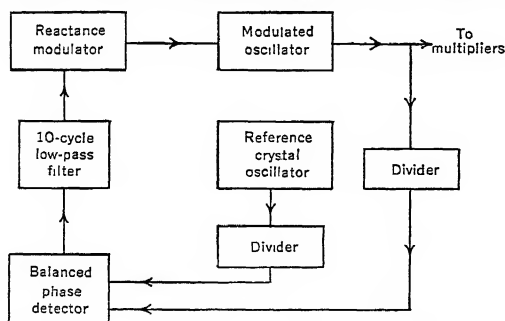 Reactance
modulator
Modulated
oscillator
To
multipliers
10-cycle
low-pass
filter
Reference
crystal
oscillator
Divider
Divider
Balanced
phase
detector